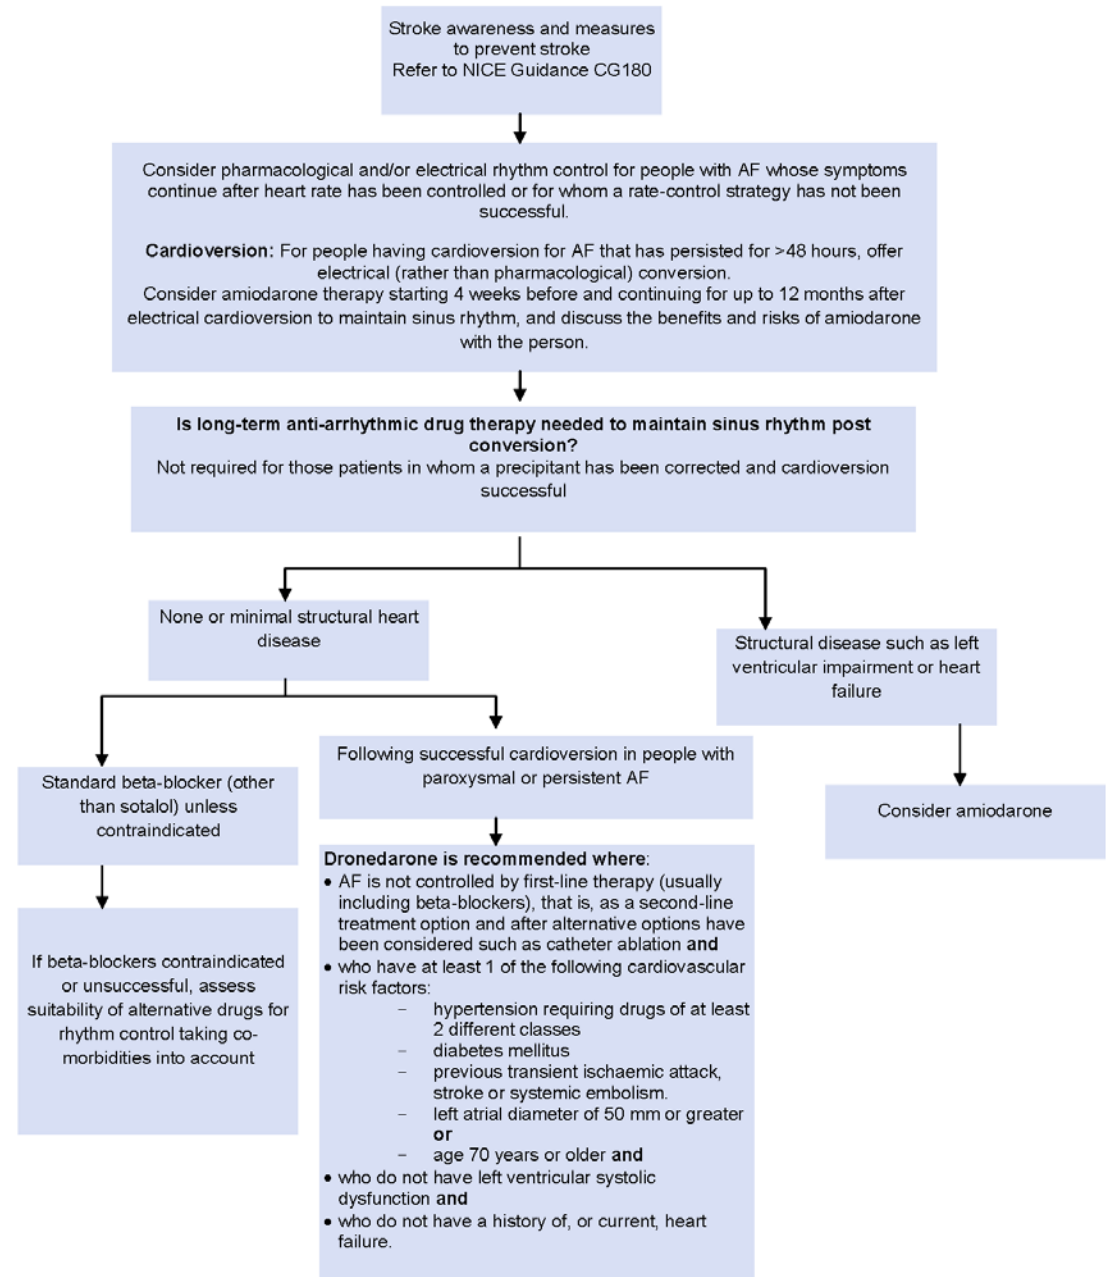 Stroke awareness and measures
to prevent stroke
Refer to NICE Guidance CG180
Consider pharmacological and/or electrical rhythm control for people with AF whose symptoms
continue after heart rate has been controlled or for whom a rate-control strategy has not been
successful.
Cardioversion: For people having cardioversion for AF that has persisted for >48 hours, offer
electrical (rather than pharmacological) conversion.
Consider amiodarone therapy starting 4 weeks before and continuing for up to 12 months after
electrical cardioversion to maintain sinus rhythm, and discuss the benefits and risks of amiodarone
with the person.
Is long-term anti-arrhythmic drug therapy needed to maintain sinus rhythm post
conversion?
Not required for those patients in whom a precipitant has been corrected and cardioversion
successful
None or minimal structural heart
disease
Structural disease such as left
ventricular impairment or heart
failure
Standard beta-blocker (other
than sotalol) unless
contraindicated
Following successful cardioversion in people with
paroxysmal or persistent AF
Consider amiodarone
If beta-blockers contraindicated
or unsuccessful, assess
suitability of alternative drugs for
rhythm control taking co-
morbidities into account
Dronedarone is recommended where:
• AF is not controlled by first-line therapy (usually
including beta-blockers), that is, as a second-line
treatment option and after alternative options have
been considered such as catheter ablation and
• who have at least 1 of the following cardiovascular
risk factors:
– hypertension requiring drugs of at least
2 different classes
– diabetes mellitus
– previous transient ischaemic attack,
stroke or systemic embolism.
– left atrial diameter of 50 mm or greater
or
– age 70 years or older and
• who do not have left ventricular systolic
dysfunction and
• who do not have a history of, or current, heart
failure.